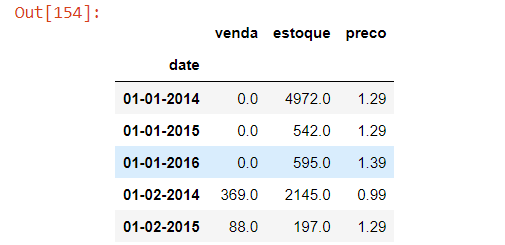 Out[154]:
venda estoque preco
date
01-01-2014 0.0 4972.0 1.29
01-01-2015 0.0 542.0 1.29
01-01-2016 0.0 595.0 1.39
01-02-2014 369.0 2145.0 0.99
01-02-2015 88.0 197.0 1.29